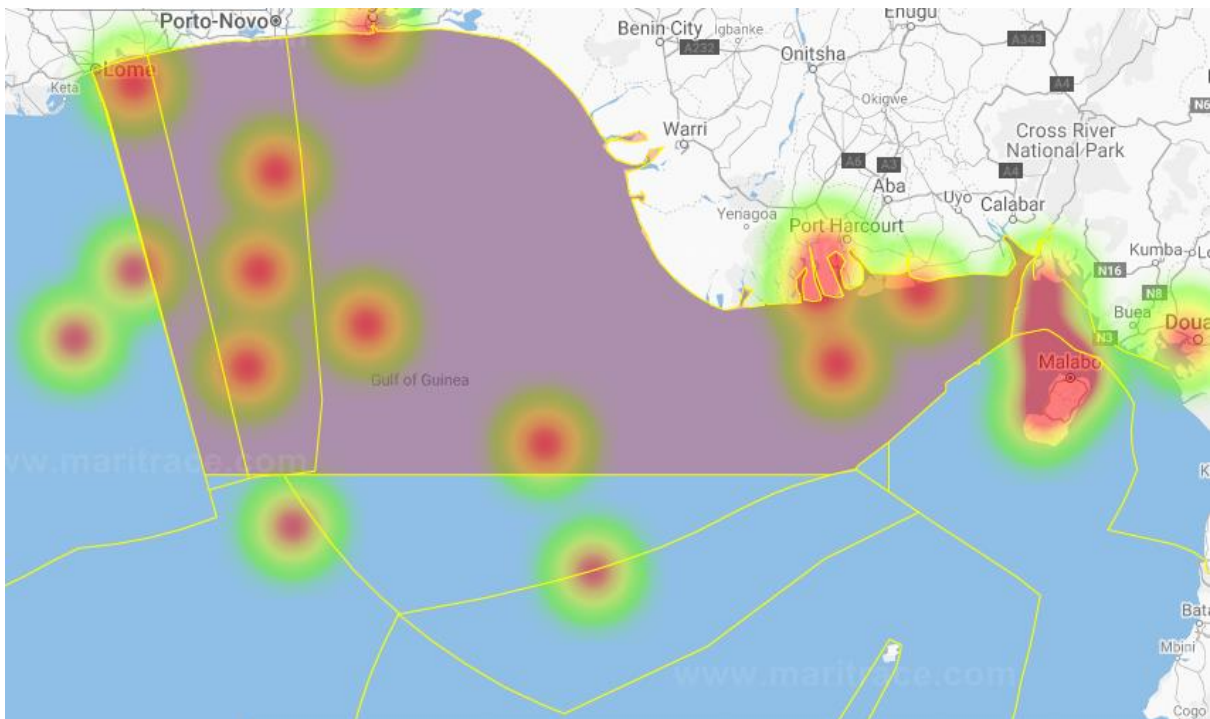 Porto-Novo
Lome
Keta
Benin City
Igbanke
A232
Enugu
A343
Onitsha
A4
N6
Okigwe
Warri
Cross River
National Park
A6
A3
Aba
A4
Uyo
Calabar
Yenagoa
Port Harcourt
Kumba
Lo
N16
N8
Buea
N3
Doua
Malabo
Gulf of Guinea
ww.maritrace.com
K
www.maritrace.com
Bata
Mbini
Cogo